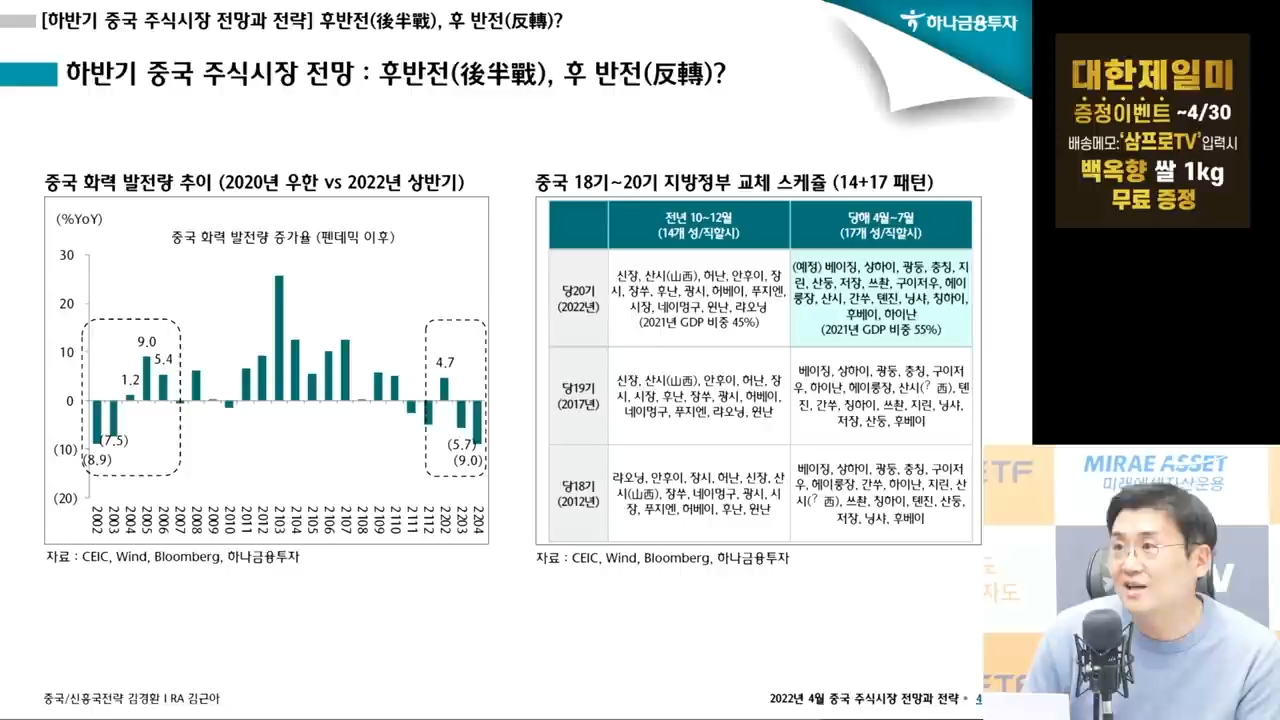 [하반기 중국 주식시장 전망과 전략] 후반전(後半戰), 후 반전(反轉)?
하나금융투자
하반기 중국 주식시장 전망 : 후반전(後半戰), 후 반전(反轉)?
중국 화력 발전량 추이 (2020년 우한 vs 2022년 상반기)
(%YoY)
중국 화력 발전량 증가율 (펜데믹 이후)
30
20
10
0
(10)
(20)
9.0
5.4
1.2
(7.5)
(8.9)
4.7
(5.7)
(9.0)
2002
2003
2004
2005
2006
2007
2008
2009
2010
2011
2012
2103
2104
2105
2106
2107
2108
2109
2110
2111
2112
2202
2203
2204
자료 : CEIC, Wind, Bloomberg, 하나금융투자
중국 18기~20기 지방정부 교체 스케쥴 (14+17 패턴)
전년 10~12월
(14개 성/직할시)
당해 4월~7월
(17개 성/직할시)
당20기
(2022년)
신장, 산시(山西), 허난, 안후이, 장
시, 장쑤, 후난, 광시, 허베이, 푸지엔,
시장, 네이멍구, 윈난, 랴오닝
(2021년 GDP 비중 45%)
(예정) 베이징, 상하이, 광둥, 충칭, 지
린, 산둥, 저장, 쓰촨, 구이저우, 헤이
룽장, 산시, 간쑤, 텐진, 닝샤, 칭하이,
후베이, 하이난
(2021년 GDP 비중 55%)
당19기
(2017년)
신장, 산시(山西), 안후이, 허난, 장
시, 시장, 후난, 장쑤, 광시, 허베이,
네이멍구, 푸지엔, 랴오닝, 윈난
베이징, 상하이, 광둥, 충칭, 구이저
우, 하이난, 헤이룽장, 산시(? 西), 텐
진, 간쑤, 칭하이, 쓰촨, 지린, 닝샤,
저장, 산둥, 후베이
당18기
(2012년)
랴오닝, 안후이, 장시, 허난, 신장, 산
시(山西), 장쑤, 네이멍구, 광시, 시
장, 푸지엔, 허베이, 후난, 윈난
베이징, 상하이, 광둥, 충칭, 구이저
우, 헤이룽장, 간쑤, 하이난, 지린, 산
시(? 西), 쓰촨, 칭하이, 텐진, 산둥,
저장, 닝샤, 후베이
자료 : CEIC, Wind, Bloomberg, 하나금융투자
중국/신흥국전략 김경환 I RA 김근아
2022년 4월 중국 주식시장 전망과 전략 • 4
대한제일미
증정이벤트 ~4/30
배송메모:'삼프로TV'입력시
백옥향 쌀 1kg
무료 증정
ETF
MIRAE ASSET
미래에셋자산운용
자도
ETF